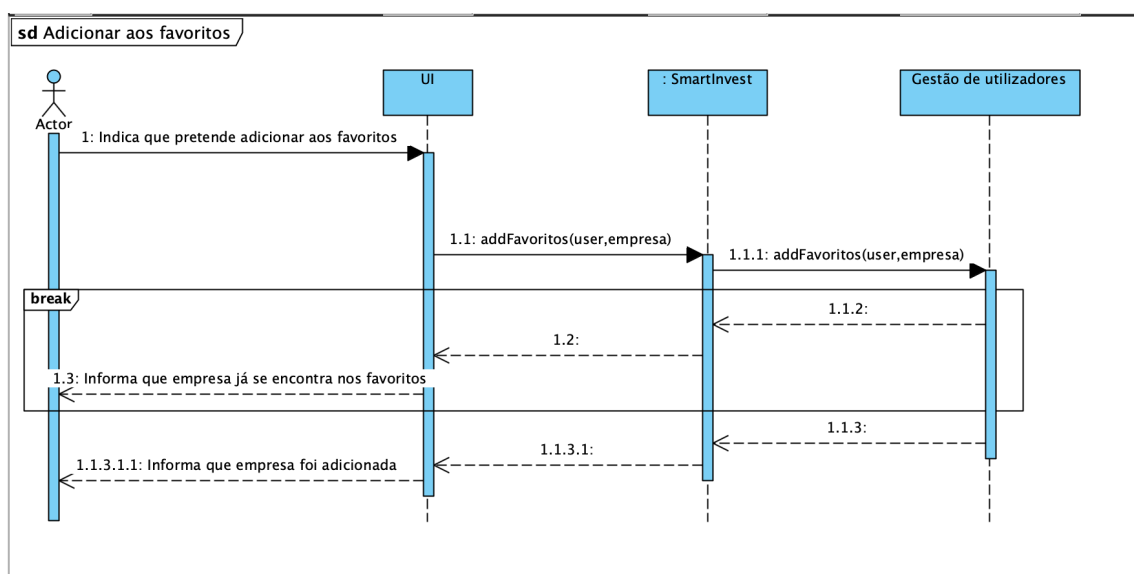 sd Adicionar aos favoritos
UI
: SmartInvest
Gestão de utilizadores
Actor
1: Indica que pretende adicionar aos favoritos
1.1: addFavoritos(user,empresa)
1.1.1: addFavoritos(user,empresa)
break
1.1.2:
1.2:
1.3: Informa que empresa já se encontra nos favoritos
1.1.3:
1.1.3.1:
1.1.3.1.1: Informa que empresa foi adicionada